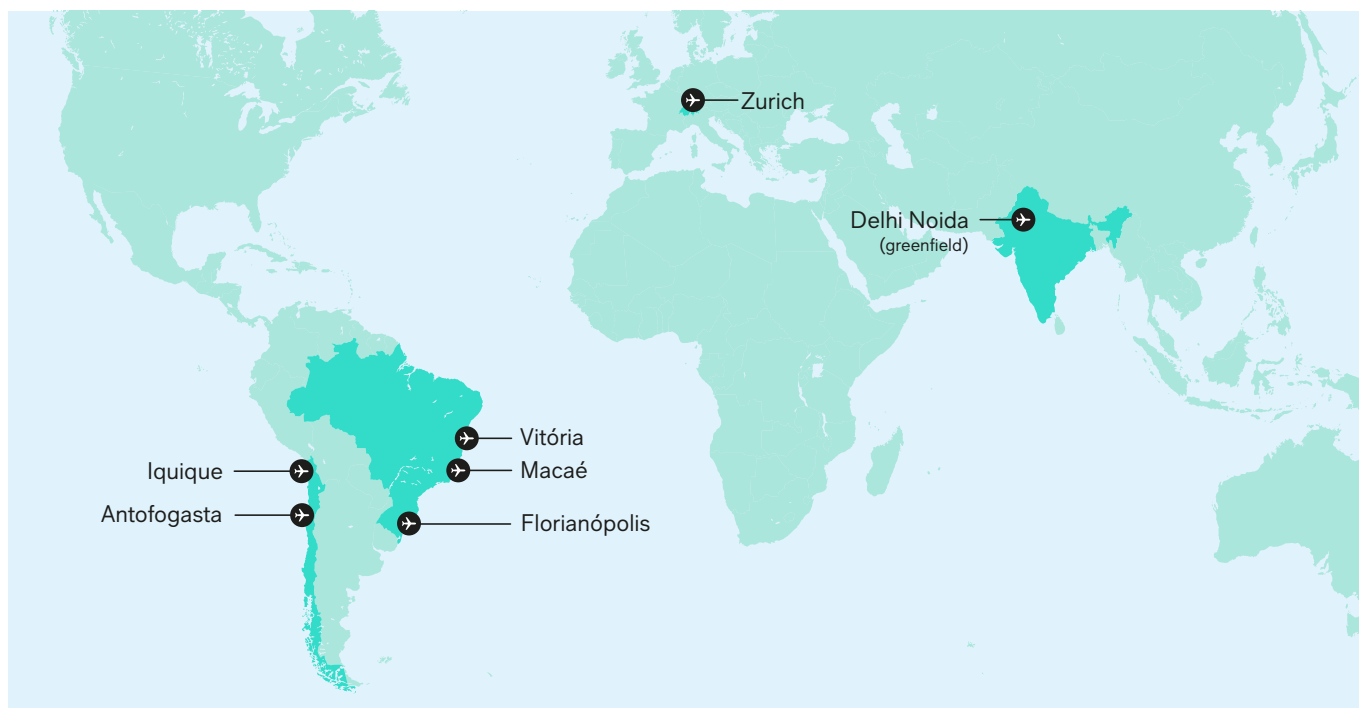 Zurich
Delhi Noida
(greenfield)
Vitória
Iquique
Macaé
Antofogasta
Florianópolis